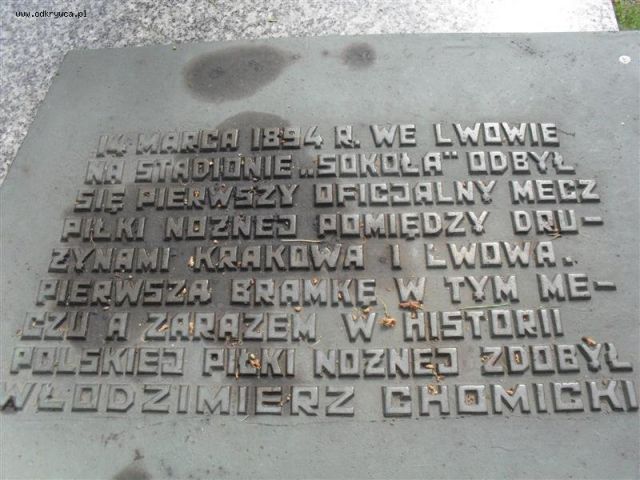 www.odkrywca.pl
14 MARCA 1894 R. WE LWOWIE
NA STADIONIE „SOKOŁA" ODBYŁ
SIĘ PIERWSZY OFICJALNY MECZ
PIŁKI NOŻNEJ POMIĘDZY DRU–
ŻYNAMI KRAKOWA I LWOWA.
PIERWSZĄ BRAMKĘ W TYM ME–
CZU A ZARAZEM W HISTORII
POLSKIEJ PIŁKI NOŻNEJ ZDOBYŁ
WŁODZIMIERZ CHOMICKI